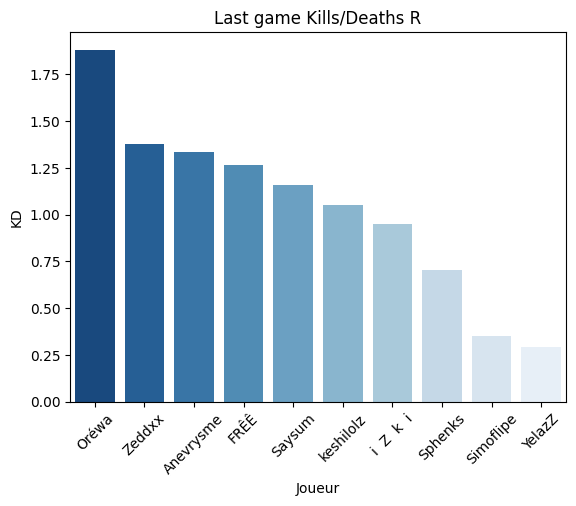 Last game Kills/Deaths R
KD
1.75
1.50
1.25
1.00
0.75
0.50
0.25
0.00
Oréwa
Zeddxx
Anevrysme
FRÊÊ
Saysum
keshilolz
i Z k i
Sphenks
Simoflipe
YelazZ
Joueur